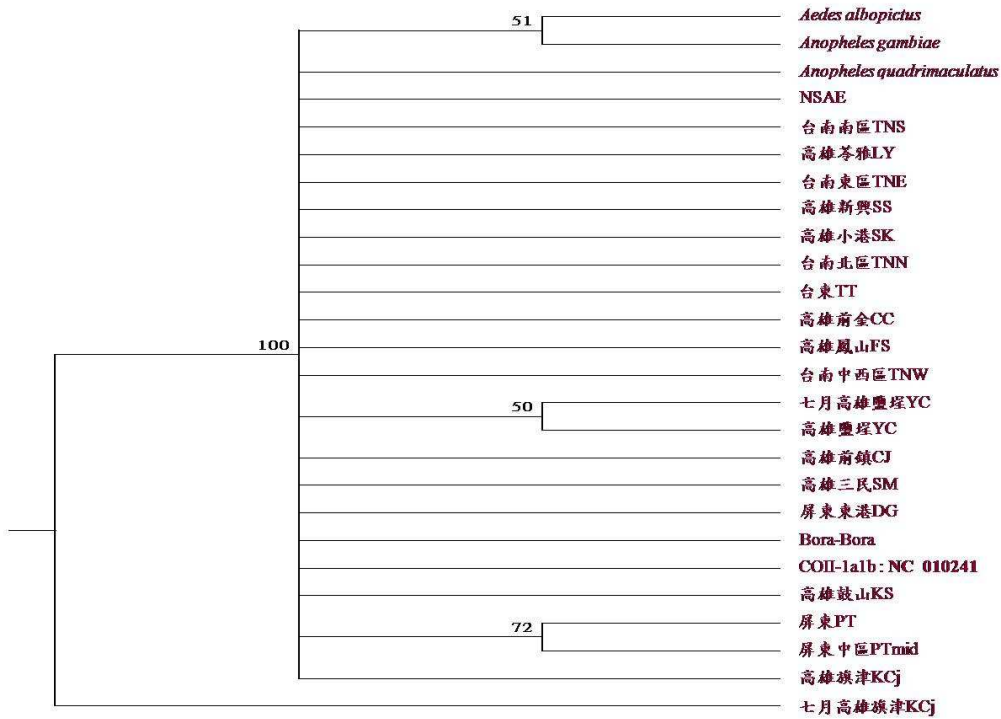 51
Aedes albopictus
Anopheles gambiae
Anopheles quadrimaculatus
NSAE
台南南區TNS
高雄苓雅LY
台南東區TNE
高雄新興SS
高雄小港SK
台南北區TNN
台東TT
高雄前金CC
100
高雄鳳山FS
台南中西區TNW
50
七月高雄鹽埕YC
高雄鹽埕YC
高雄前鎮CJ
高雄三民SM
屏東東港DG
Bora-Bora
COII-1a1b: NC 010241
高雄鼓山KS
72
屏東PT
屏東中區PTmid
高雄旗津KCj
七月高雄旗津KCj